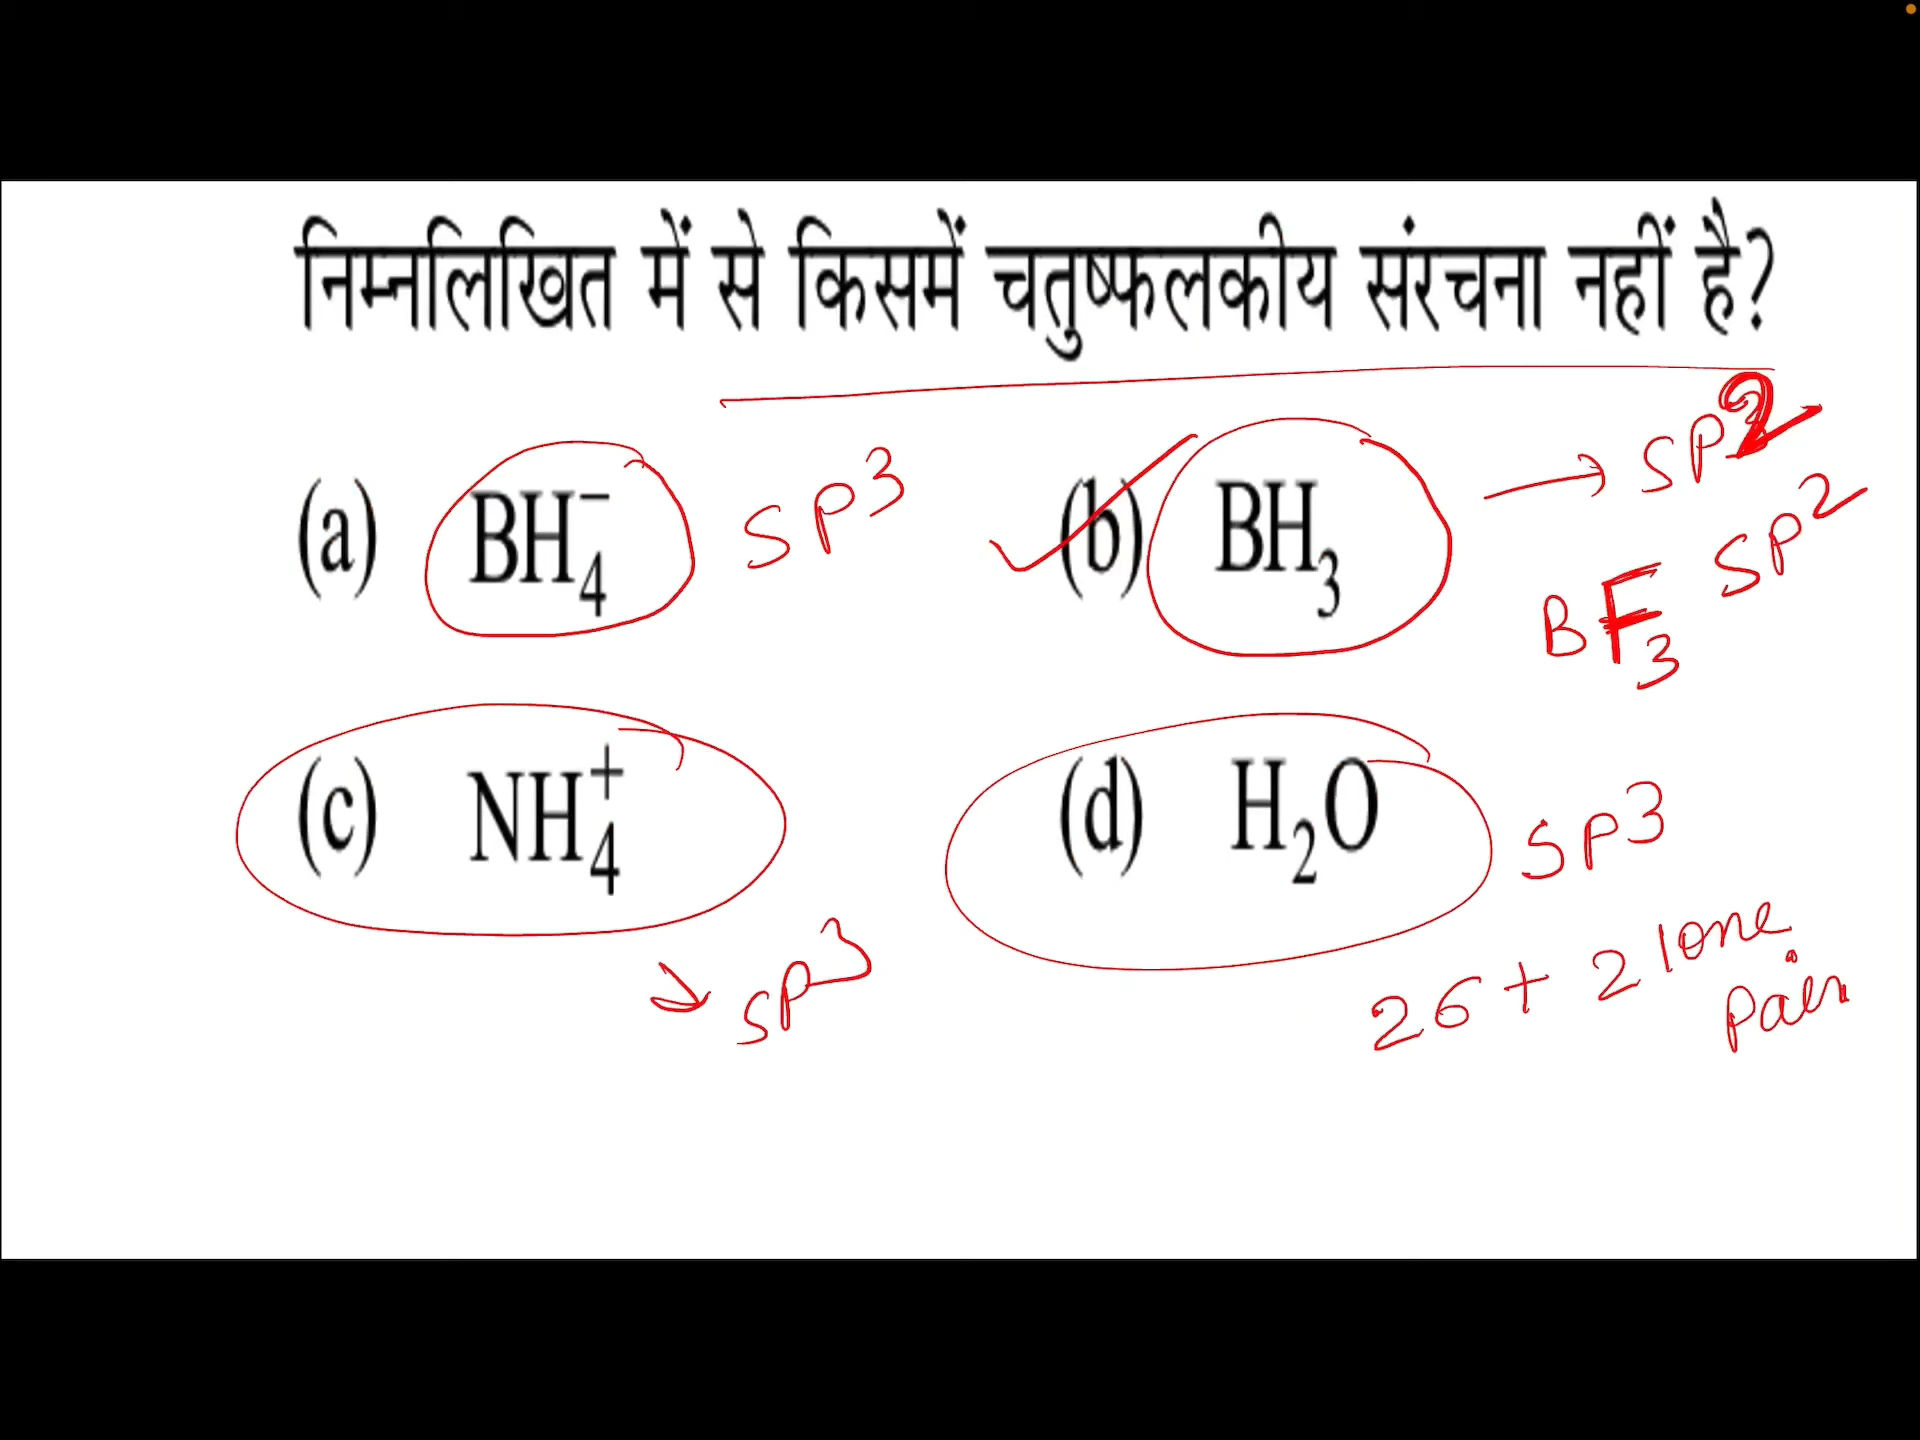 निम्नलिखित में से किसमें चतुष्फलकीय संरचना नहीं है?
(a) BH₄⁻ SP3 (b) BH₃ → SP2
BF₃ SP2
(c) NH₄⁺ (d) H₂O SP3
→ SP3 26 + 2 lone
pair